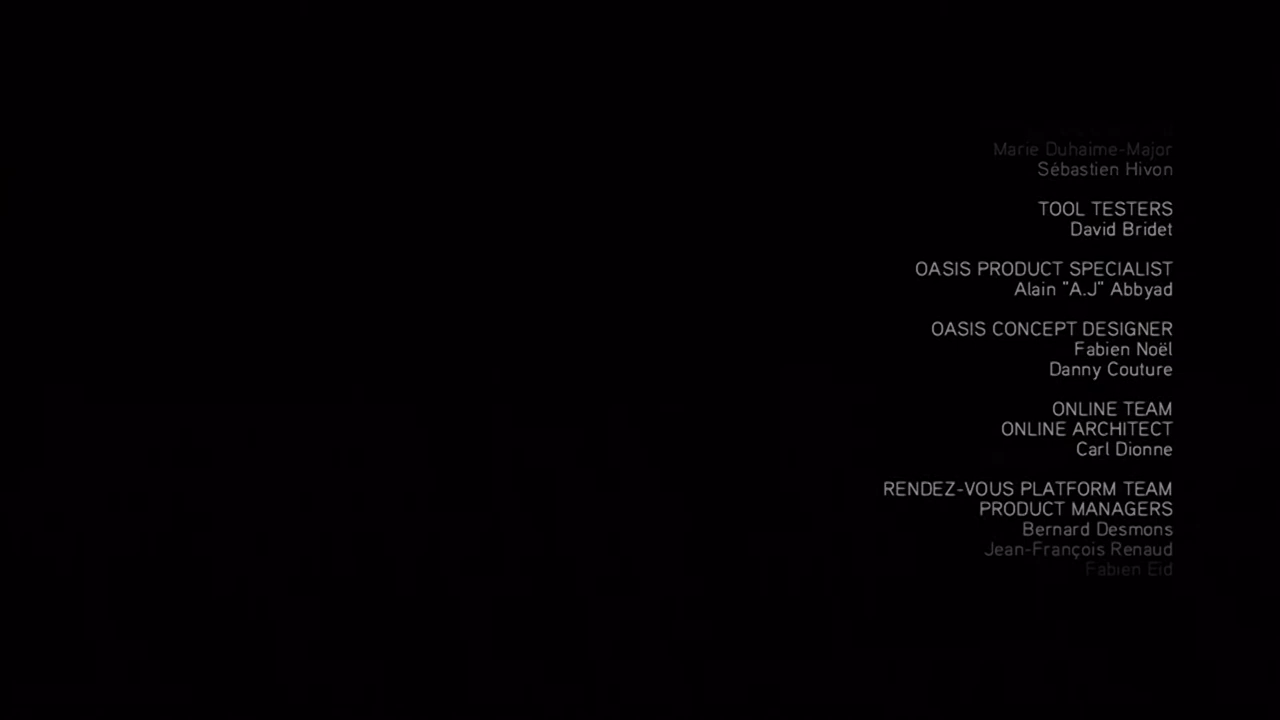 Marie Duhaime-Major
Sébastien Hivon
TOOL TESTERS
David Bridet
OASIS PRODUCT SPECIALIST
Alain "A.J" Abbyad
OASIS CONCEPT DESIGNER
Fabien Noël
Danny Couture
ONLINE TEAM
ONLINE ARCHITECT
Carl Dionne
RENDEZ-VOUS PLATFORM TEAM
PRODUCT MANAGERS
Bernard Desmons
Jean-François Renaud
Fabien Eid